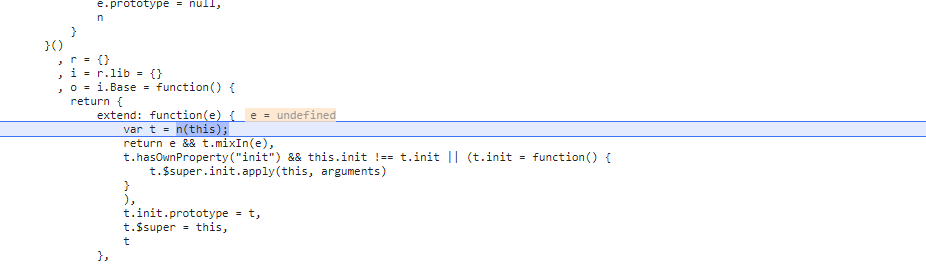 e.prototype = null,
n
}
}()
, r = {}
, i = r.lib = {}
, o = i.Base = function() {
return {
extend: function(e) { e = undefined
var t = n(this);
return e && t.mixIn(e),
t.hasOwnProperty("init") && this.init !== t.init || (t.init = function() {
t.$super.init.apply(this, arguments)
}
),
t.init.prototype = t,
t.$super = this,
t
},